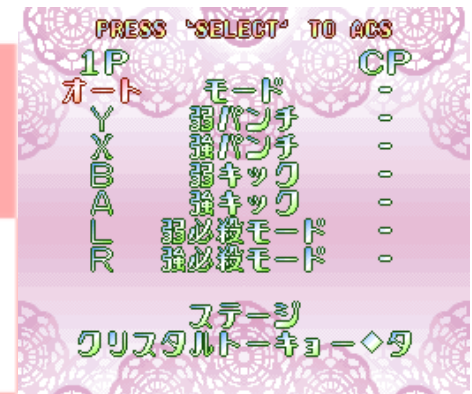 PRESS 'SELECT' TO ACS
1P CP
オート モード -
Y 弱パンチ -
X 強パンチ -
B 弱キック -
A 強キック -
L 弱必殺モード -
R 強必殺モード -
ステージ
クリスタルトーキョー◇夕